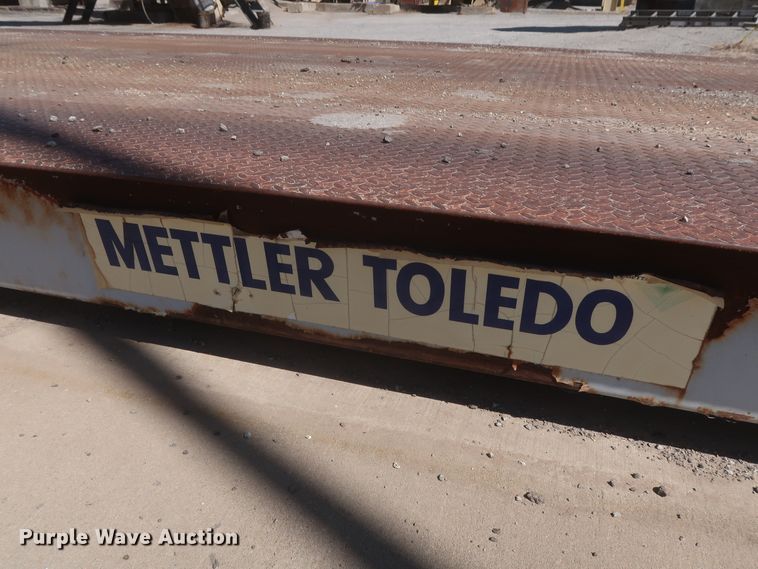 METTLER TOLEDO
Purple Wave Auction